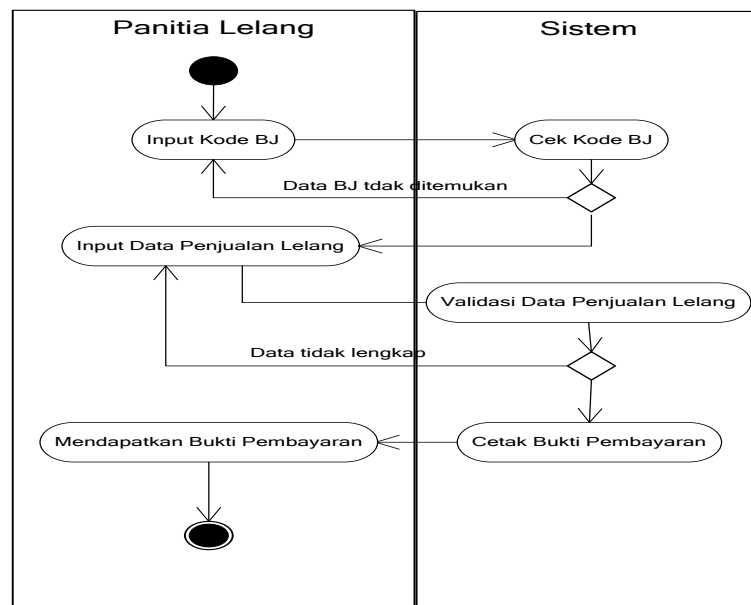 Panitia Lelang
Sistem
Input Kode BJ
Cek Kode BJ
Data BJ tdak ditemukan
Input Data Penjualan Lelang
Validasi Data Penjualan Lelang
Data tidak lengkap
Mendapatkan Bukti Pembayaran
Cetak Bukti Pembayaran